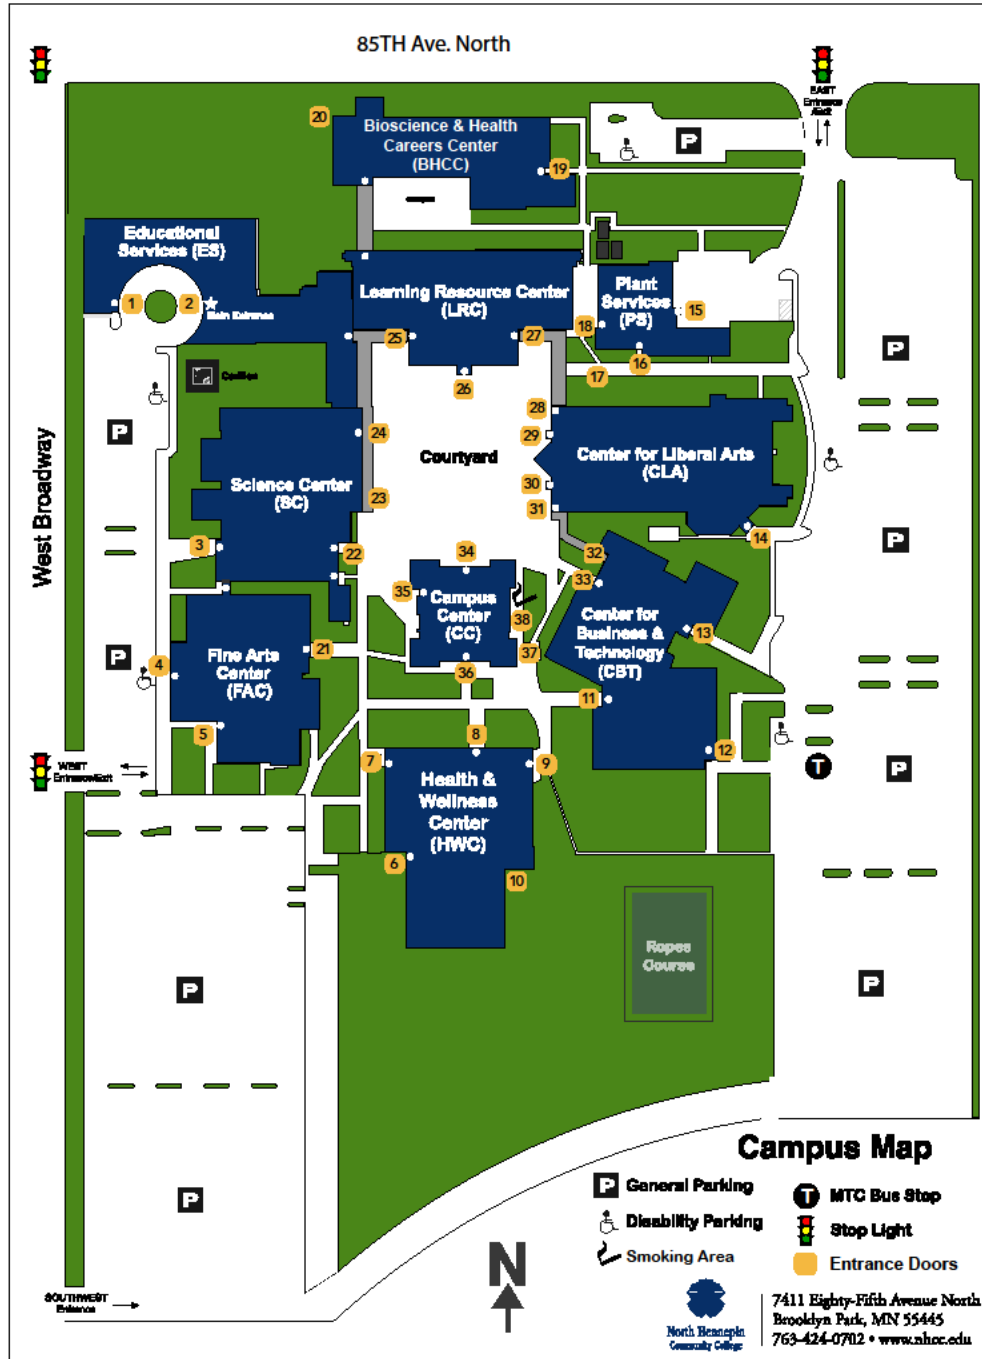 85TH Ave. North
EAST
Entrance
/Exit
20
Bioscience & Health
Careers Center
(BHCC)
P
19
Educational
Services (ES)
1
2
Main Entrance
Learning Resource Center
(LRC)
Plant
Services
(PS)
15
18
25
27
16
17
26
P
28
P
24
29
Courtyard
Center for Liberal Arts
(CLA)
West Broadway
Science Center
(SC)
30
23
31
14
P
3
22
32
34
33
35
Campus
Center
(CC)
38
Center for
Business &
Technology
(CBT)
13
21
P
4
Fine Arts
Center
(FAC)
37
36
11
5
8
12
WEST
Entrance/Exit
7
9
T
P
Health &
Wellness
Center
(HWC)
6
10
Ropes
Course
P
P
P
Campus Map
P General Parking
T MTC Bus Stop
Disability Parking
Stop Light
Smoking Area
Entrance Doors
N
SOUTHWEST
Entrance
North Hennepin
Community College
7411 Eighty-Fifth Avenue North
Brooklyn Park, MN 55445
763-424-0702 • www.nhcc.edu